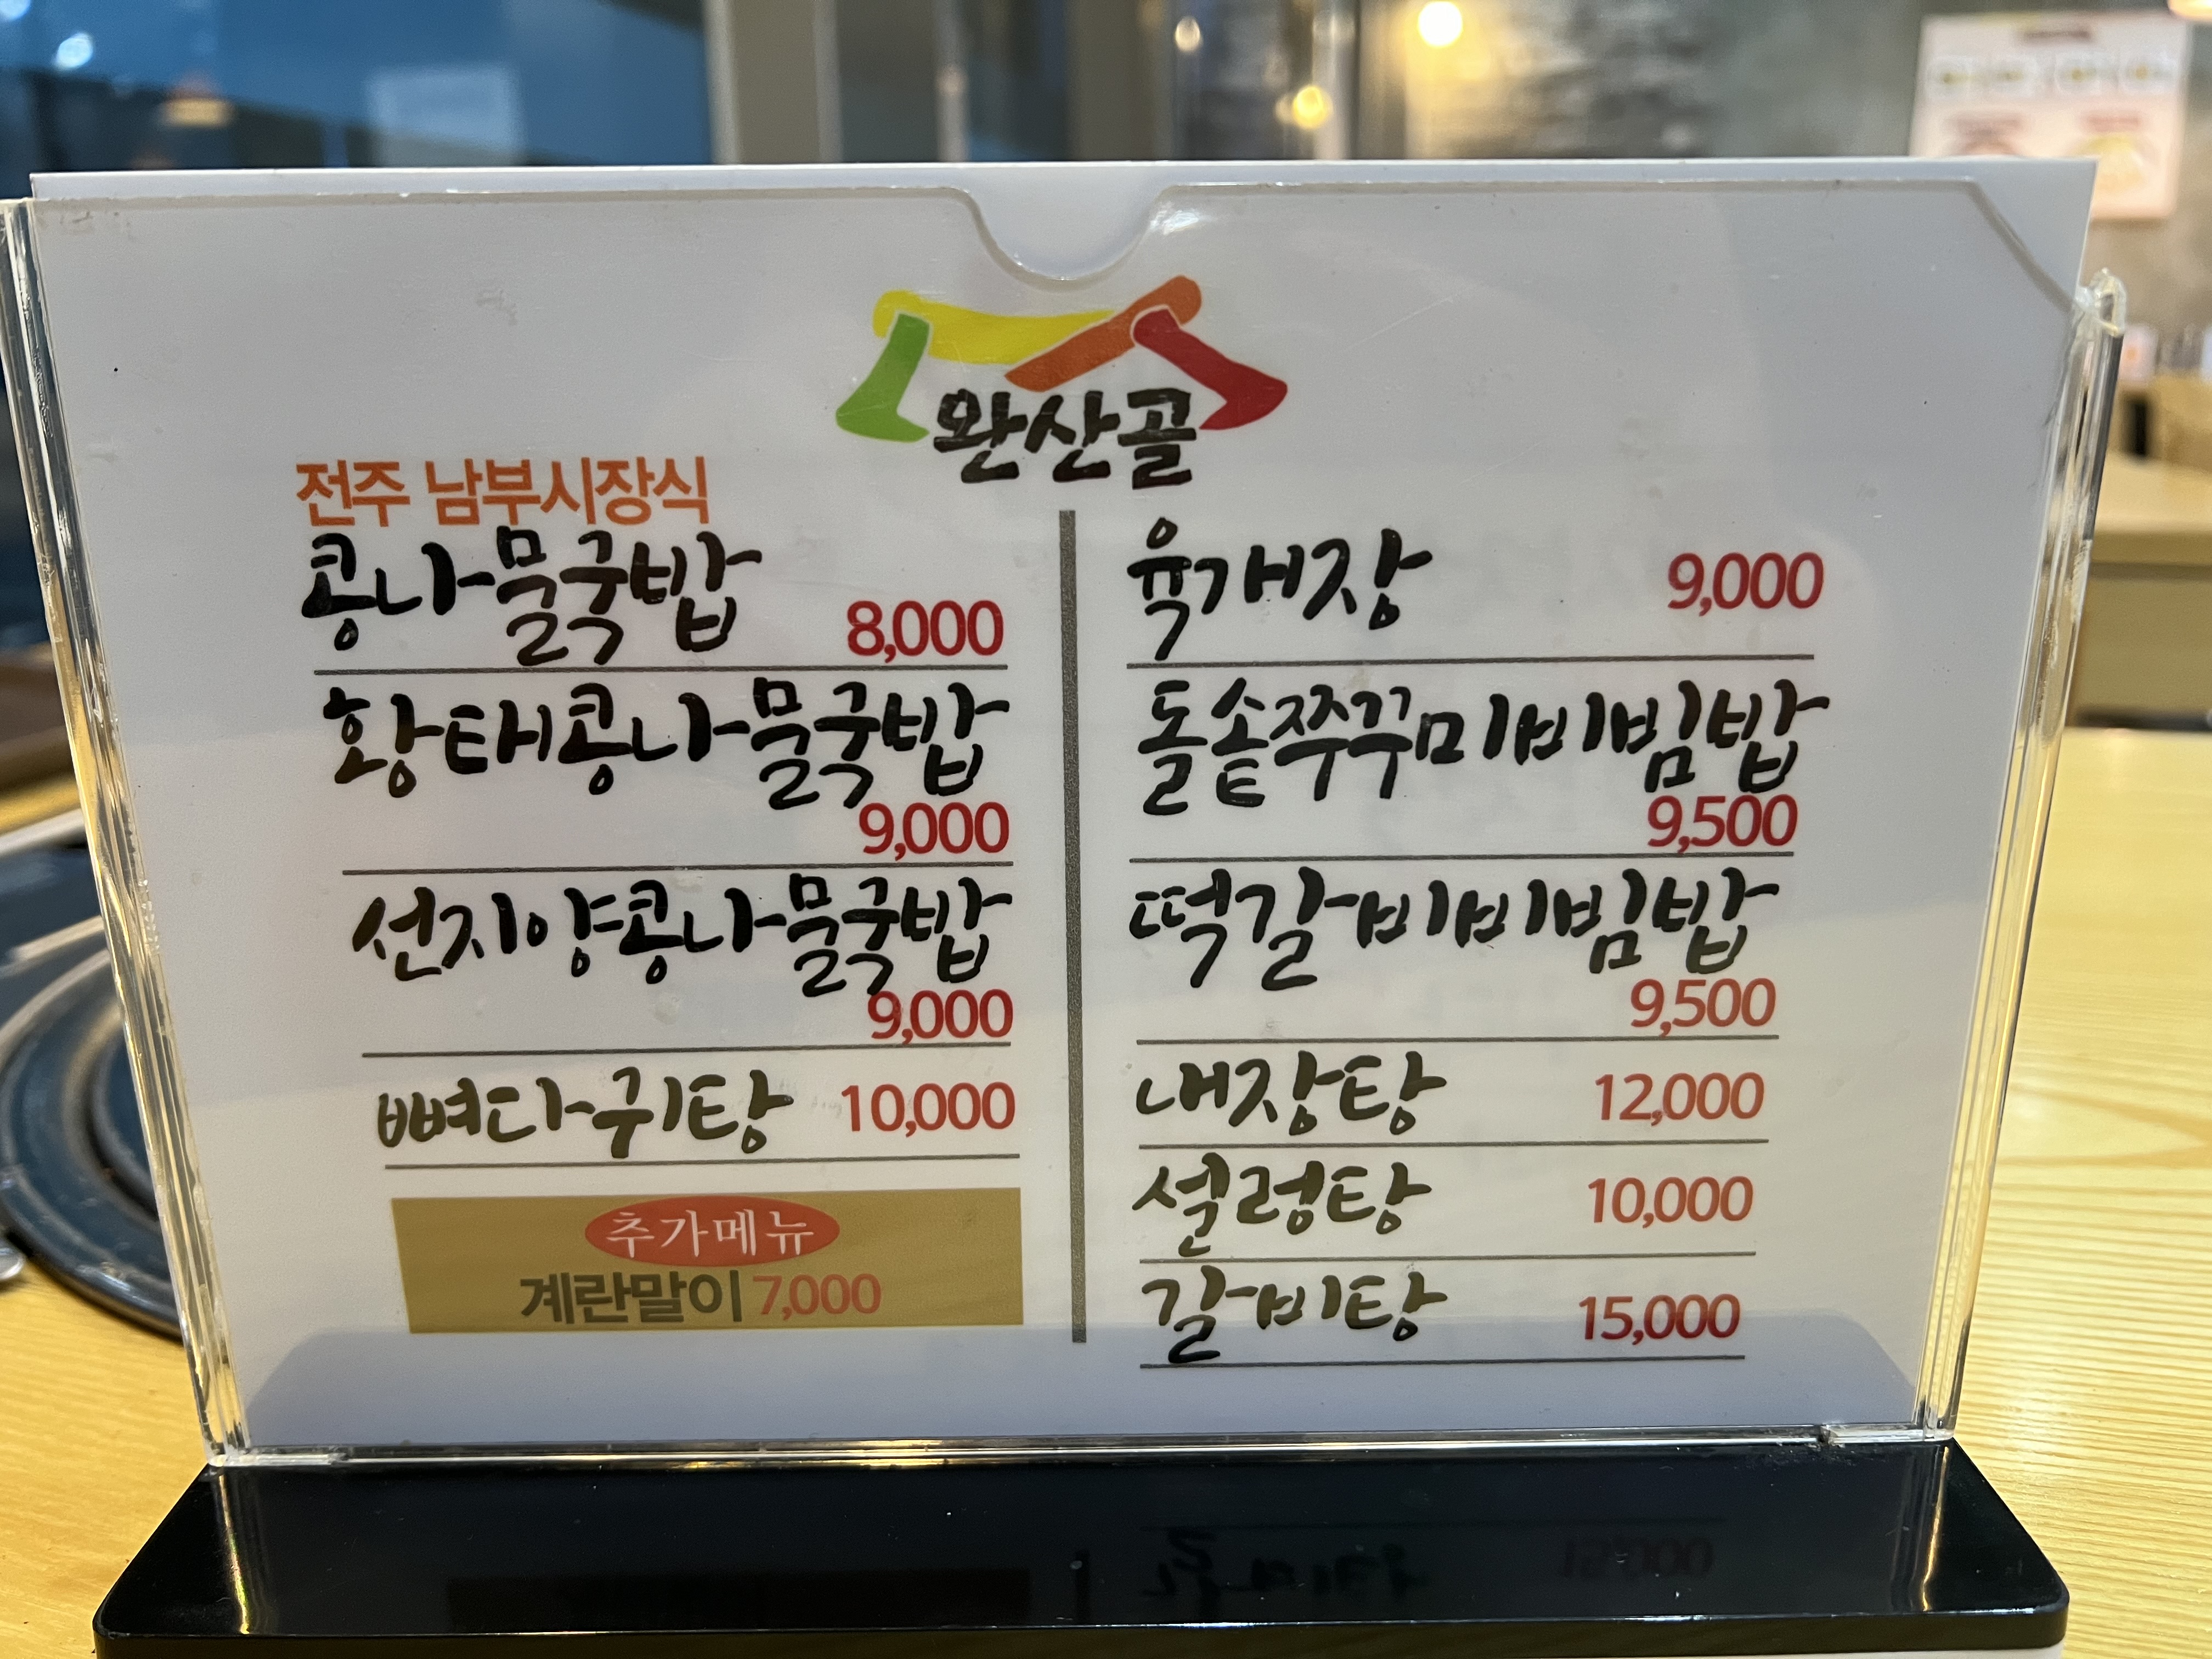 완산골
전주 남부시장식
콩나물국밥
8,000
황태콩나물국밥
9,000
선지양콩나물국밥
9,000
뼈다귀탕 10,000
추가메뉴
계란말이 7,000
육개장 9,000
돌솥쭈꾸미비빔밥
9,500
떡갈비비빔밥
9,500
내장탕 12,000
설렁탕 10,000
갈비탕 15,000